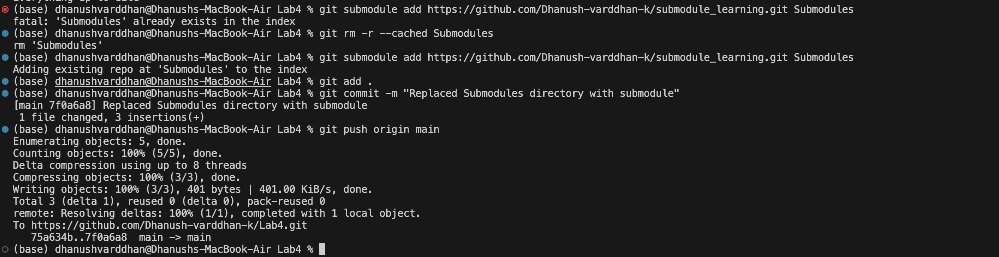 Everything up-to-date
(base) dhanushvarddhan@Dhanushs-MacBook-Air Lab4 % git submodule add https://github.com/Dhanush-varddhan-k/submodule_learning.git Submodules
fatal: 'Submodules' already exists in the index
(base) dhanushvarddhan@Dhanushs-MacBook-Air Lab4 % git rm -r --cached Submodules
rm 'Submodules'
(base) dhanushvarddhan@Dhanushs-MacBook-Air Lab4 % git submodule add https://github.com/Dhanush-varddhan-k/submodule_learning.git Submodules
Adding existing repo at 'Submodules' to the index
(base) dhanushvarddhan@Dhanushs-MacBook-Air Lab4 % git add .
(base) dhanushvarddhan@Dhanushs-MacBook-Air Lab4 % git commit -m "Replaced Submodules directory with submodule"
[main 7f0a6a8] Replaced Submodules directory with submodule
 1 file changed, 3 insertions(+)
(base) dhanushvarddhan@Dhanushs-MacBook-Air Lab4 % git push origin main
Enumerating objects: 5, done.
Counting objects: 100% (5/5), done.
Delta compression using up to 8 threads
Compressing objects: 100% (3/3), done.
Writing objects: 100% (3/3), 401 bytes | 401.00 KiB/s, done.
Total 3 (delta 1), reused 0 (delta 0), pack-reused 0
remote: Resolving deltas: 100% (1/1), completed with 1 local object.
To https://github.com/Dhanush-varddhan-k/Lab4.git
   75a634b..7f0a6a8  main -> main
(base) dhanushvarddhan@Dhanushs-MacBook-Air Lab4 %